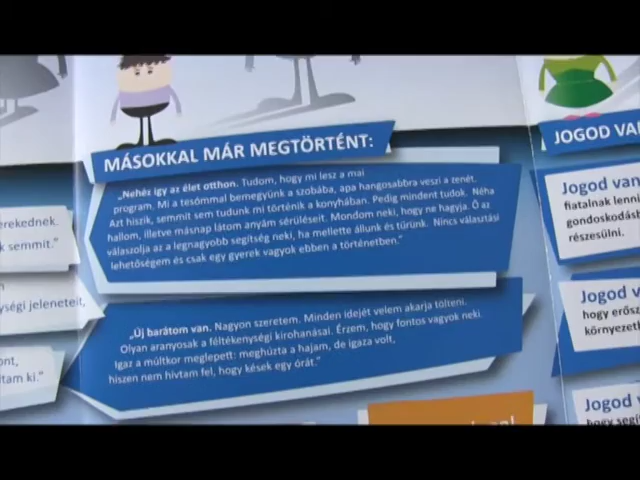 MÁSOKKAL MÁR MEGTÖRTÉNT:
„Nehéz így az élet otthon. Tudom, hogy mi lesz a mai
program. Mi a tesómmal bemegyünk a szobába, apa hangosabbra veszi a zenét.
Azt hiszik, semmit sem tudunk mi történik a konyhában. Pedig mindent tudok. Néha
hallom, illetve másnap látom anyám sérüléseit. Mondom neki, hogy ne hagyja. Ő az
válaszolja az a legnagyobb segítség neki, ha mellette állunk és tűrünk. Nincs választási
lehetőségem és csak egy gyerek vagyok ebben a történetben."
„Új barátom van. Nagyon szeretem. Minden idejét velem akarja tölteni.
Olyan aranyosak a féltékenységi kirohanásai. Érzem, hogy fontos vagyok neki.
Igaz a múltkor meglepett: meghúzta a hajam, de igaza volt,
hiszen nem hívtam fel, hogy kések egy órát."
erekednek.
k semmit."
ységi jeleneteit,
ont,
ítam ki."
JOGOD VAN
Jogod van
fiatalnak lenni
gondoskodás
részesülni.
Jogod v
hogy erősz
környezet
Jogod v
hogy segí